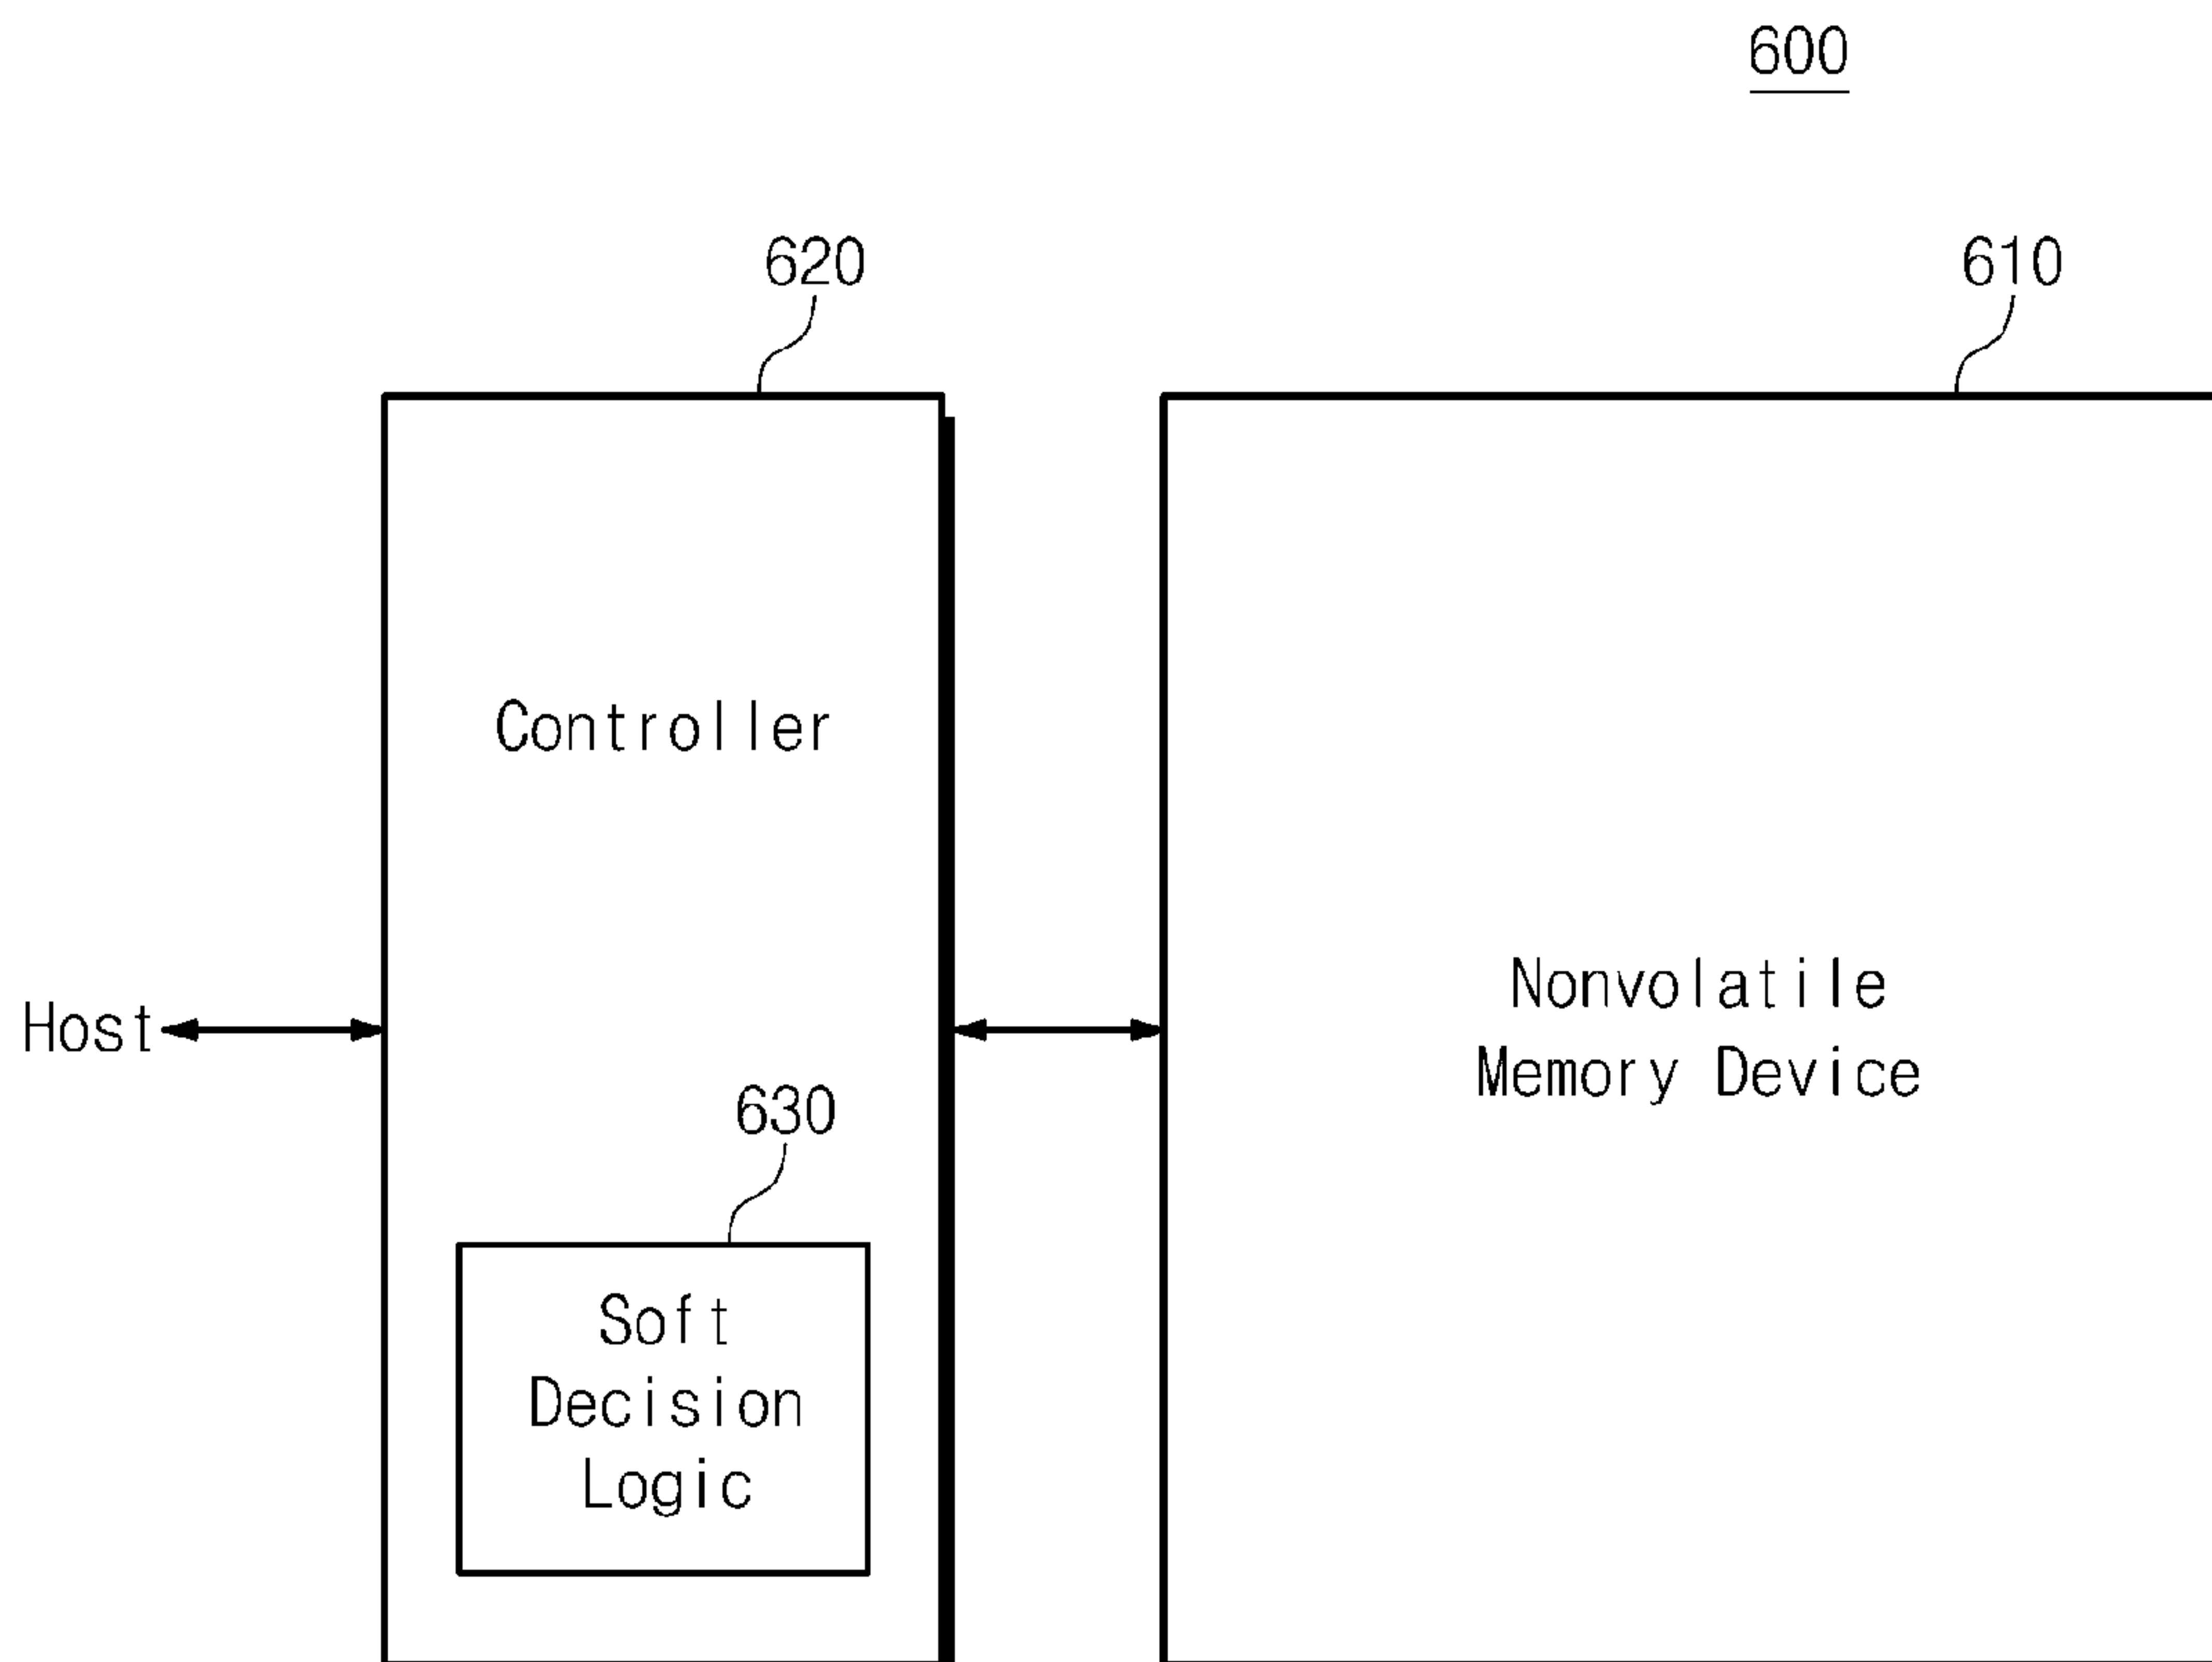 600
620
610
Controller
Nonvolatile
Memory Device
Host
630
Soft
Decision
Logic